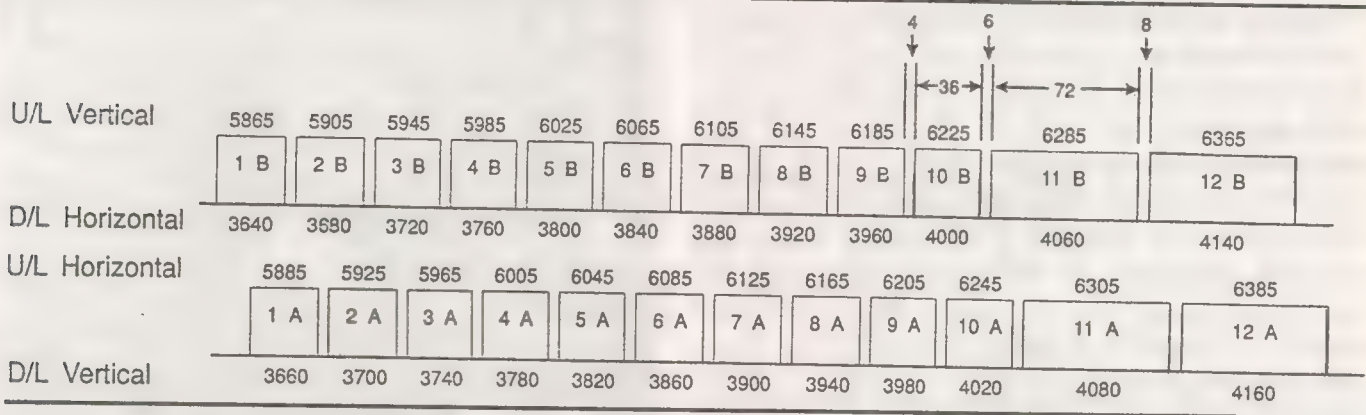 4 6 8
36 72
U/L Vertical 5865 5905 5945 5985 6025 6065 6105 6145 6185 6225 6285 6365
1 B 2 B 3 B 4 B 5 B 6 B 7 B 8 B 9 B 10 B 11 B 12 B
D/L Horizontal 3640 3680 3720 3760 3800 3840 3880 3920 3960 4000 4060 4140
U/L Horizontal 5885 5925 5965 6005 6045 6085 6125 6165 6205 6245 6305 6385
1 A 2 A 3 A 4 A 5 A 6 A 7 A 8 A 9 A 10 A 11 A 12 A
D/L Vertical 3660 3700 3740 3780 3820 3860 3900 3940 3980 4020 4080 4160